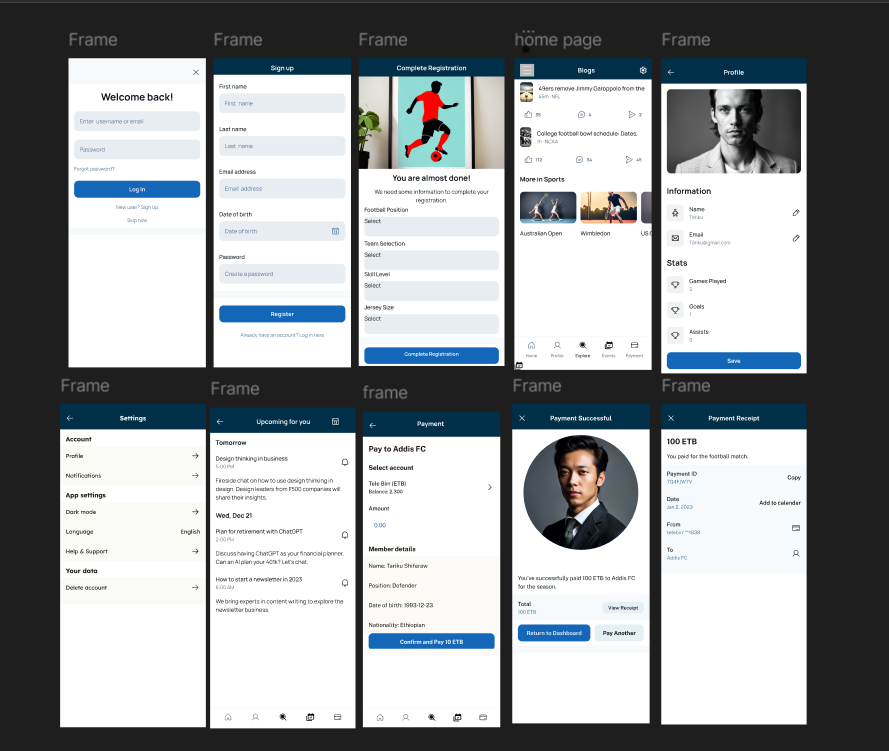 Frame
Welcome back!
Enter username or email
Password
Forgot password?
Log In
New user? Sign Up
Skip now
Frame
Sign up
First name
First name
Last name
Last name
Email address
Email address
Date of birth
Date of birth
Password
Create a password
Register
Already have an account? Log in here
Frame
Complete Registration
You are almost done!
We need some information to complete your
registration.
Football Position
Select
Team Selection
Select
Skill Level
Select
Jersey Size
Select
Complete Registration
home page
Blogs
49ers remove Jimmy Garoppolo from the
45m · NFL
35
4
2
College football bowl schedule: Dates,
1h · NCAA
112
34
45
More in Sports
Australian Open
Wimbledon
US O
Home
Profile
Explore
Events
Payment
Frame
Profile
Information
Name
Tariku
Email
Tariku@gmail.com
Stats
Games Played
2
Goals
1
Assists
0
Save
Frame
Settings
Account
Profile
Notifications
App settings
Dark mode
Language
English
Help & Support
Your data
Delete account
Frame
Upcoming for you
Tomorrow
Design thinking in business
5:00 PM
Fireside chat on how to use design thinking in
design. Design leaders from F500 companies will
share their insights.
Wed, Dec 21
Plan for retirement with ChatGPT
2:00 PM
Discuss having ChatGPT as your financial planner.
Can an AI plan your 401k? Let's chat.
How to start a newsletter in 2023
9:00 AM
We bring experts in content writing to explore the
newsletter business.
frame
Payment
Pay to Addis FC
Select account
Tele Birr (ETB)
Balance: 2,300
Amount
0.00
Member details
Name: Tariku Shiferaw
Position: Defender
Date of birth: 1993-12-23
Nationality: Ethiopian
Confirm and Pay 10 ETB
Frame
Payment Successful
You've successfully paid 100 ETB to Addis FC
for the season.
Total
100 ETB
View Receipt
Return to Dashboard
Pay Another
Frame
Payment Receipt
100 ETB
You paid for the football match.
Payment ID
7Q4FJW7V
Copy
Date
Jan 2, 2023
Add to calendar
From
To
Addis FC